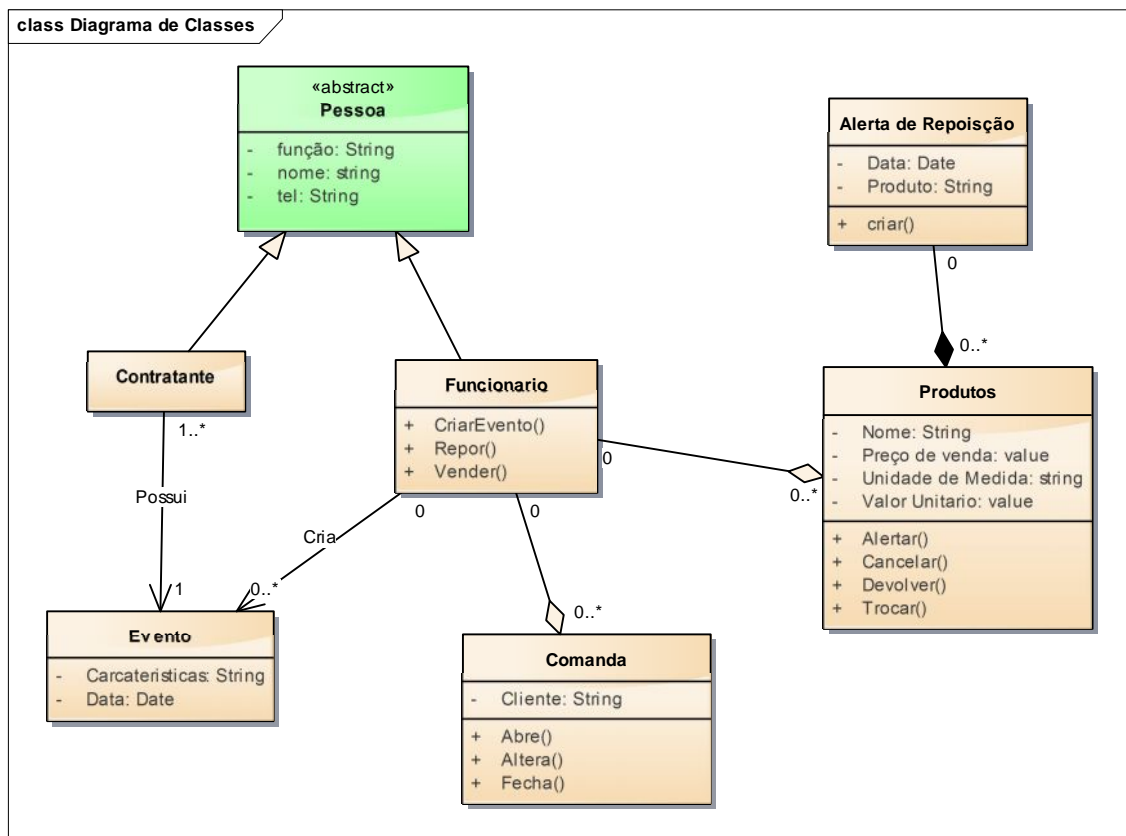 class Diagrama de Classes
«abstract»
Pessoa
- função: String
- nome: string
- tel: String
Alerta de Repoisção
- Data: Date
- Produto: String
+ criar()
0
0..*
Contratante
1..*
Possui
1
Funcionario
+ CriarEvento()
+ Repor()
+ Vender()
0
0..*
0
Cria
0..*
0
0..*
Produtos
- Nome: String
- Preço de venda: value
- Unidade de Medida: string
- Valor Unitario: value
+ Alertar()
+ Cancelar()
+ Devolver()
+ Trocar()
Evento
- Carcateristicas: String
- Data: Date
Comanda
- Cliente: String
+ Abre()
+ Altera()
+ Fecha()